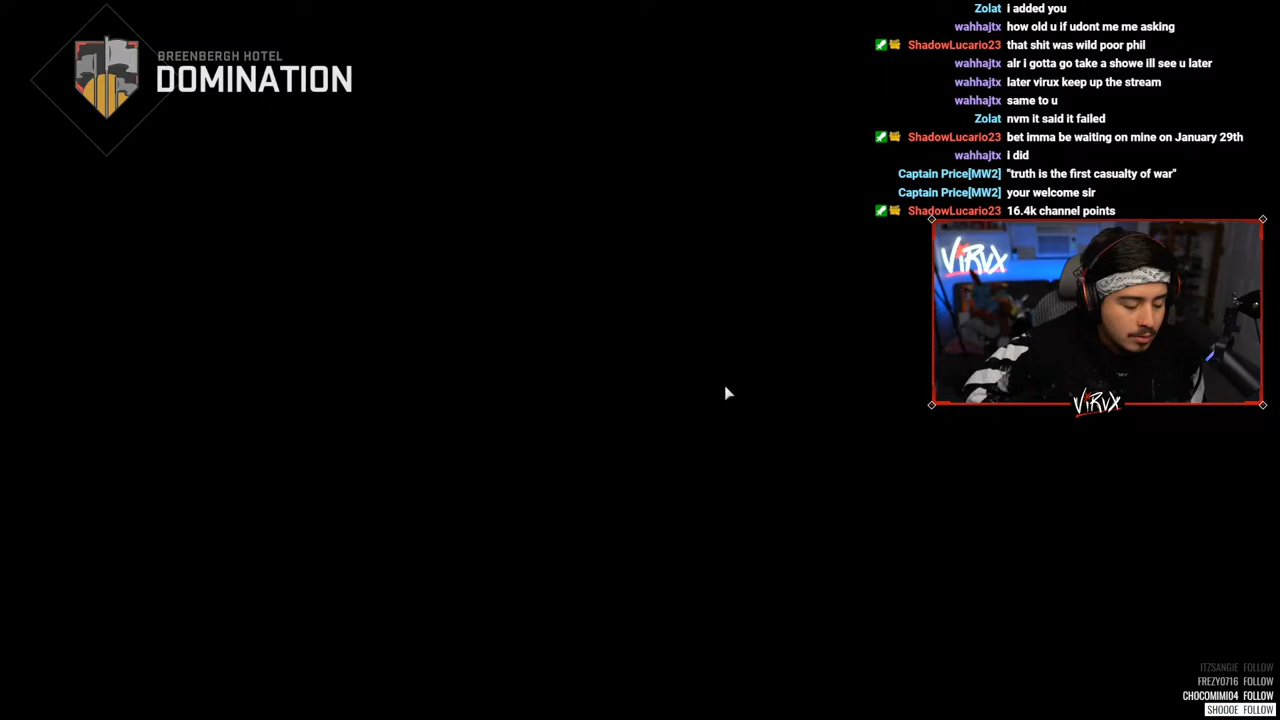 BREENBERGH HOTEL
DOMINATION
Zolat i added you
wahhajtx how old u if udont me me asking
ShadowLucario23 that shit was wild poor phil
wahhajtx alr i gotta go take a showe ill see u later
wahhajtx later virux keep up the stream
wahhajtx same to u
Zolat nvm it said it failed
ShadowLucario23 bet imma be waiting on mine on January 29th
wahhajtx i did
Captain Price[MW2] "truth is the first casualty of war"
Captain Price[MW2] your welcome sir
ShadowLucario23 16.4k channel points
ViRVX
ViRVX
ITZSANGIE FOLLOW
FREZY0716 FOLLOW
CHOCOMIMI04 FOLLOW
SHOOOE FOLLOW